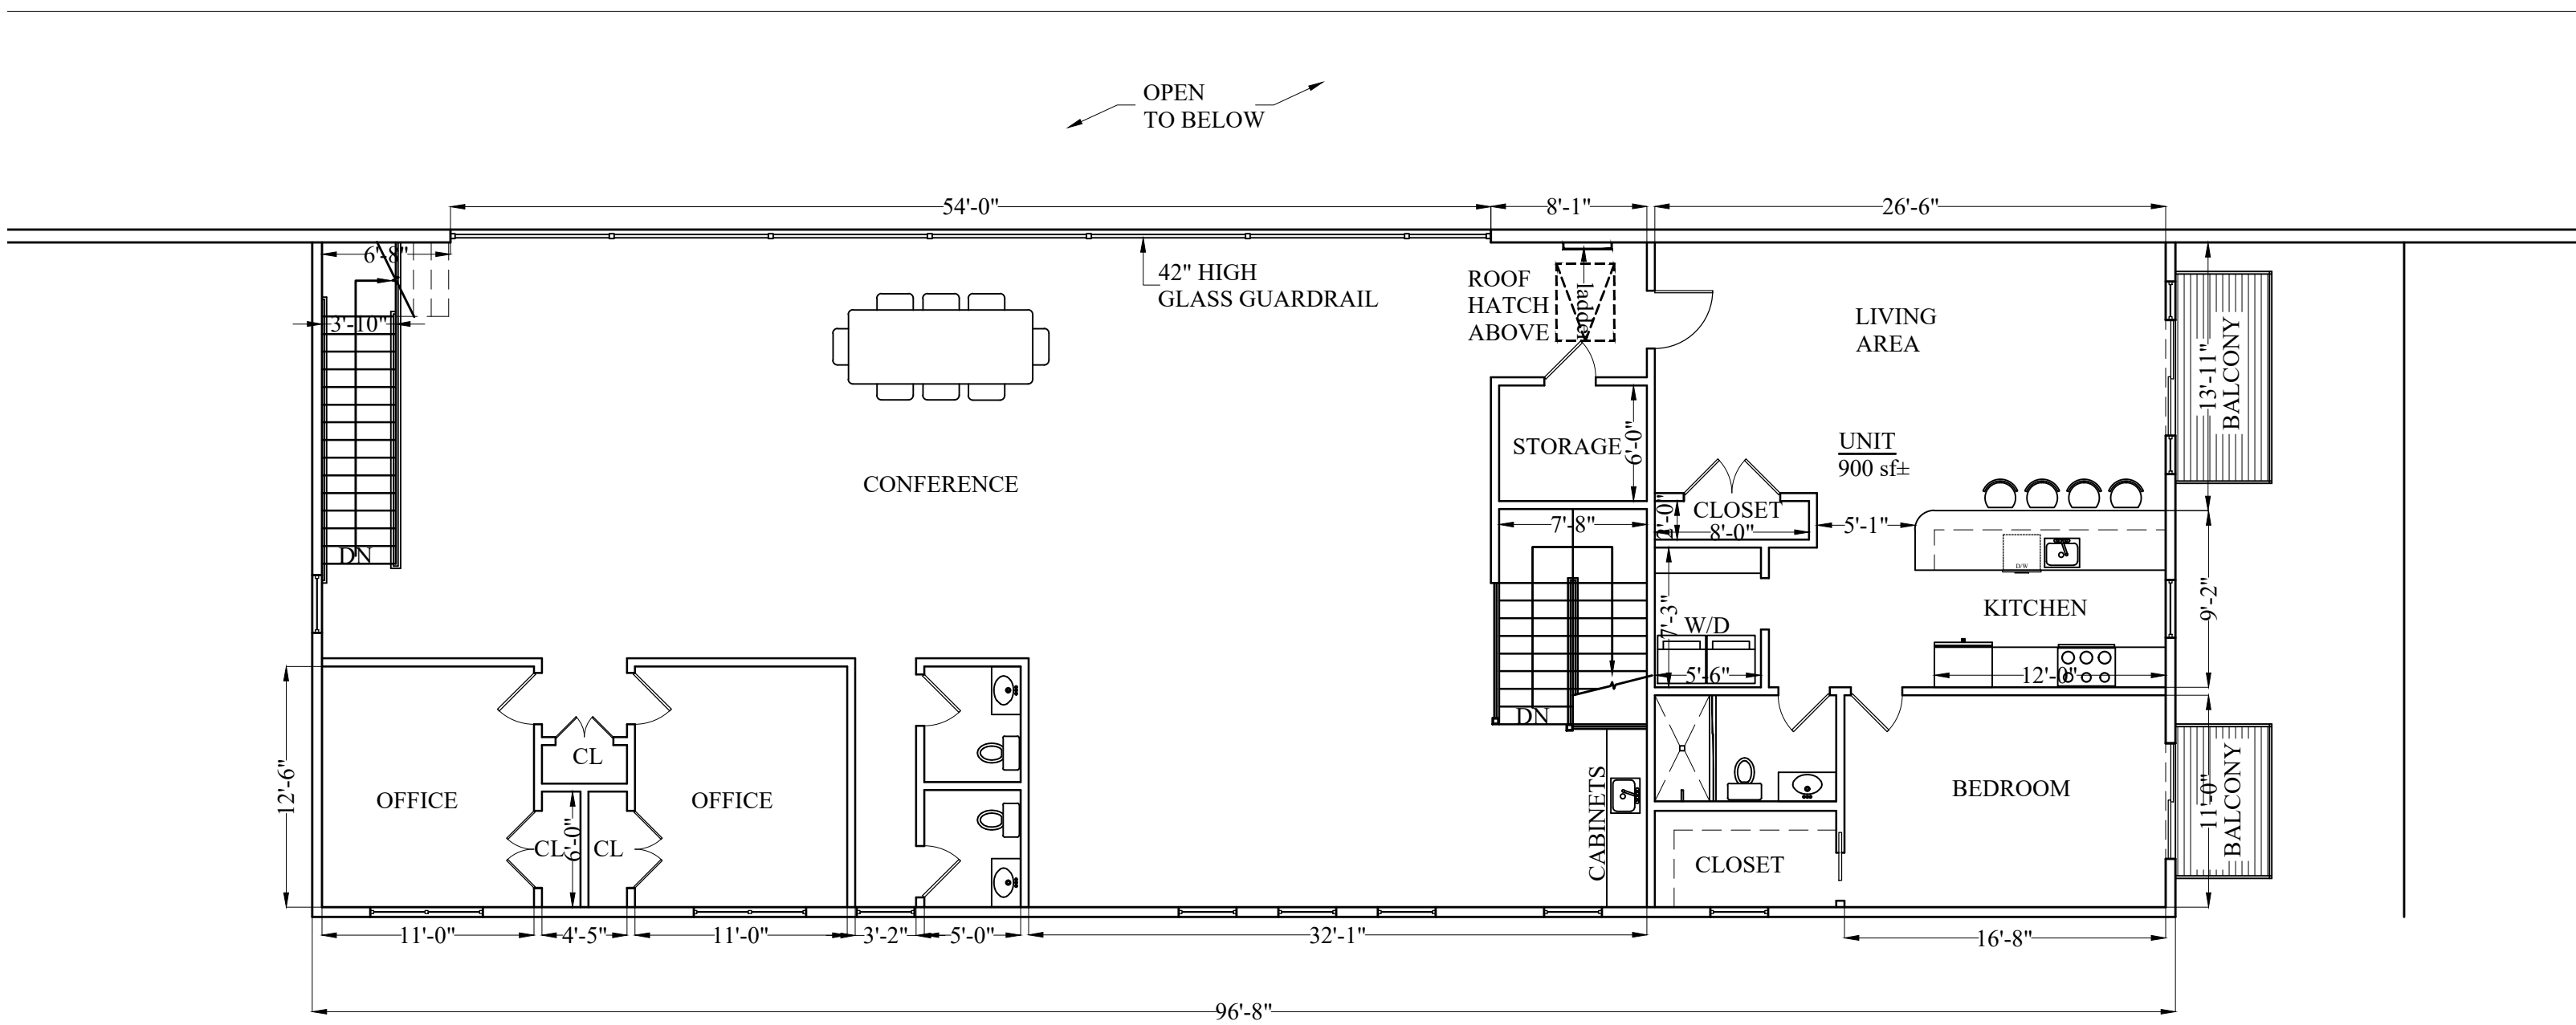 OPEN
TO BELOW
54'-0"
8'-1"
26'-6"
6'-8"
42" HIGH
GLASS GUARDRAIL
ROOF
HATCH
ABOVE
ladder
3'-10"
LIVING
AREA
13'-11"
BALCONY
STORAGE
6'-0"
UNIT
900 sf±
CONFERENCE
CLOSET
2'-0"
8'-0"
7'-8"
5'-1"
DN
D/W
KITCHEN
9'-2"
7'-3"
W/D
5'-6"
12'-0"
DN
CL
12'-6"
OFFICE
OFFICE
CABINETS
BEDROOM
11'-0"
BALCONY
CL
6'-0"
CL
CLOSET
11'-0"
4'-5"
11'-0"
3'-2"
5'-0"
32'-1"
16'-8"
96'-8"